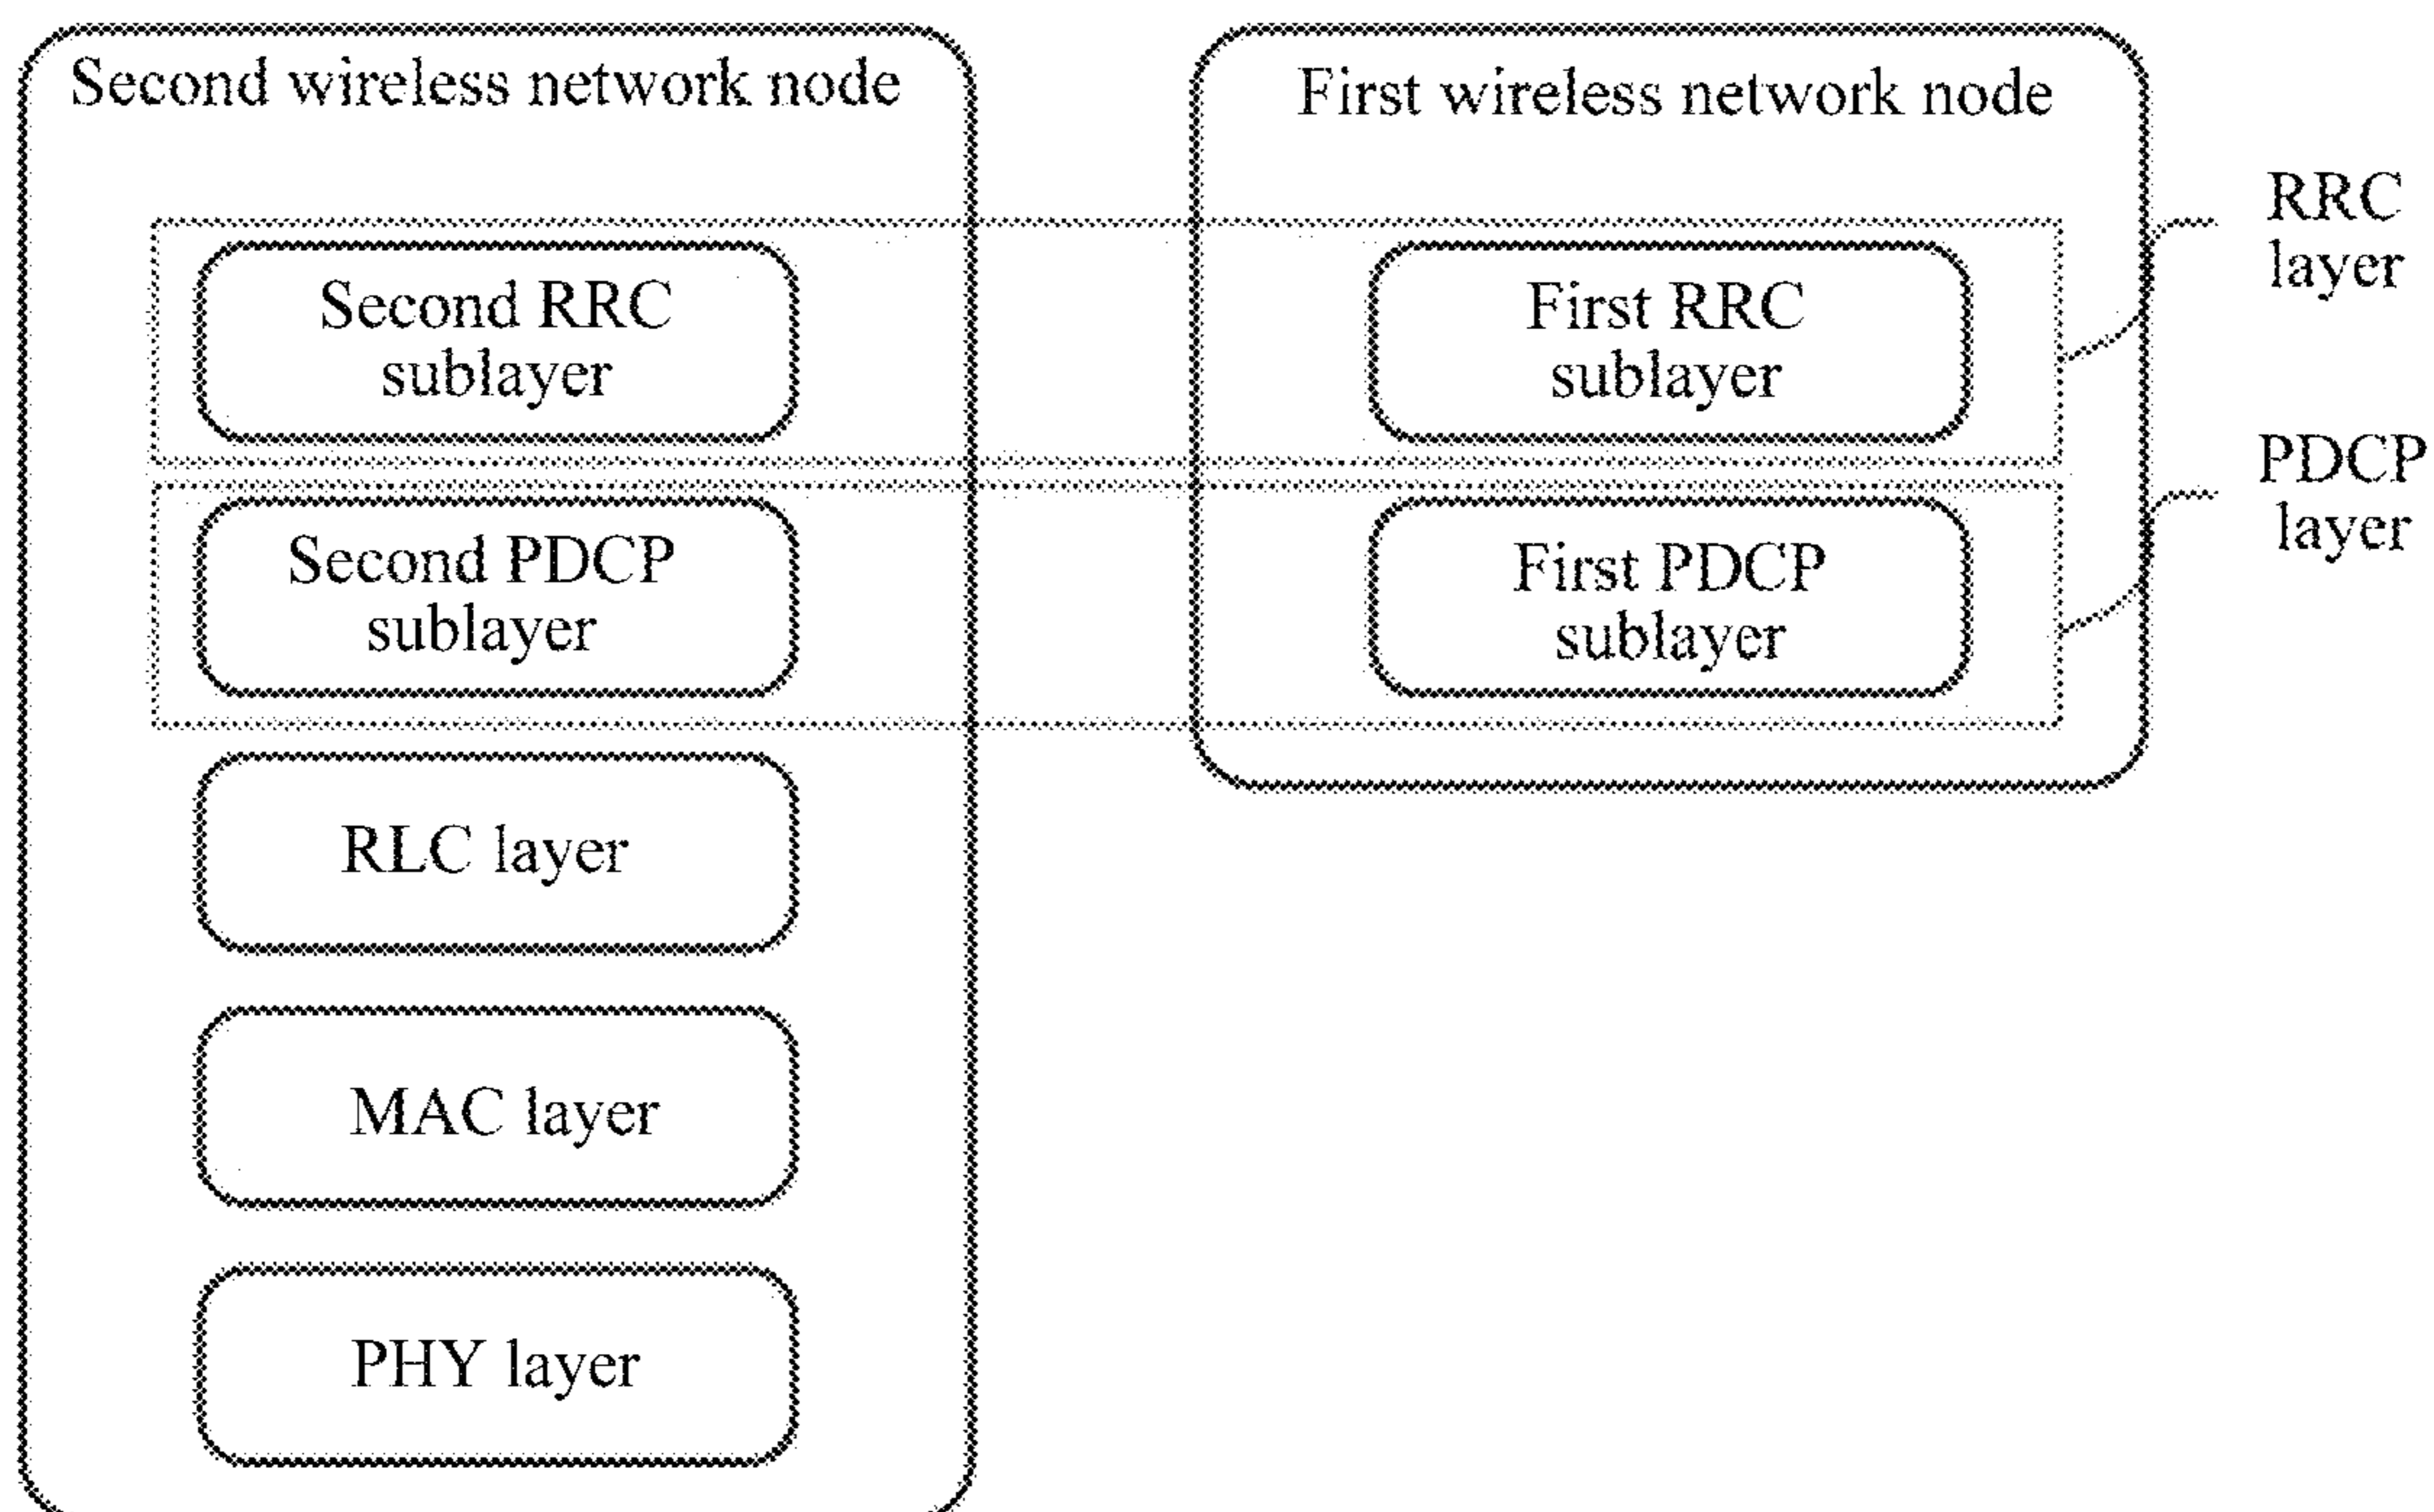 Second wireless network node
First wireless network node
RRC
layer
Second RRC
sublayer
First RRC
sublayer
PDCP
layer
Second PDCP
sublayer
First PDCP
sublayer
RLC layer
MAC layer
PHY layer